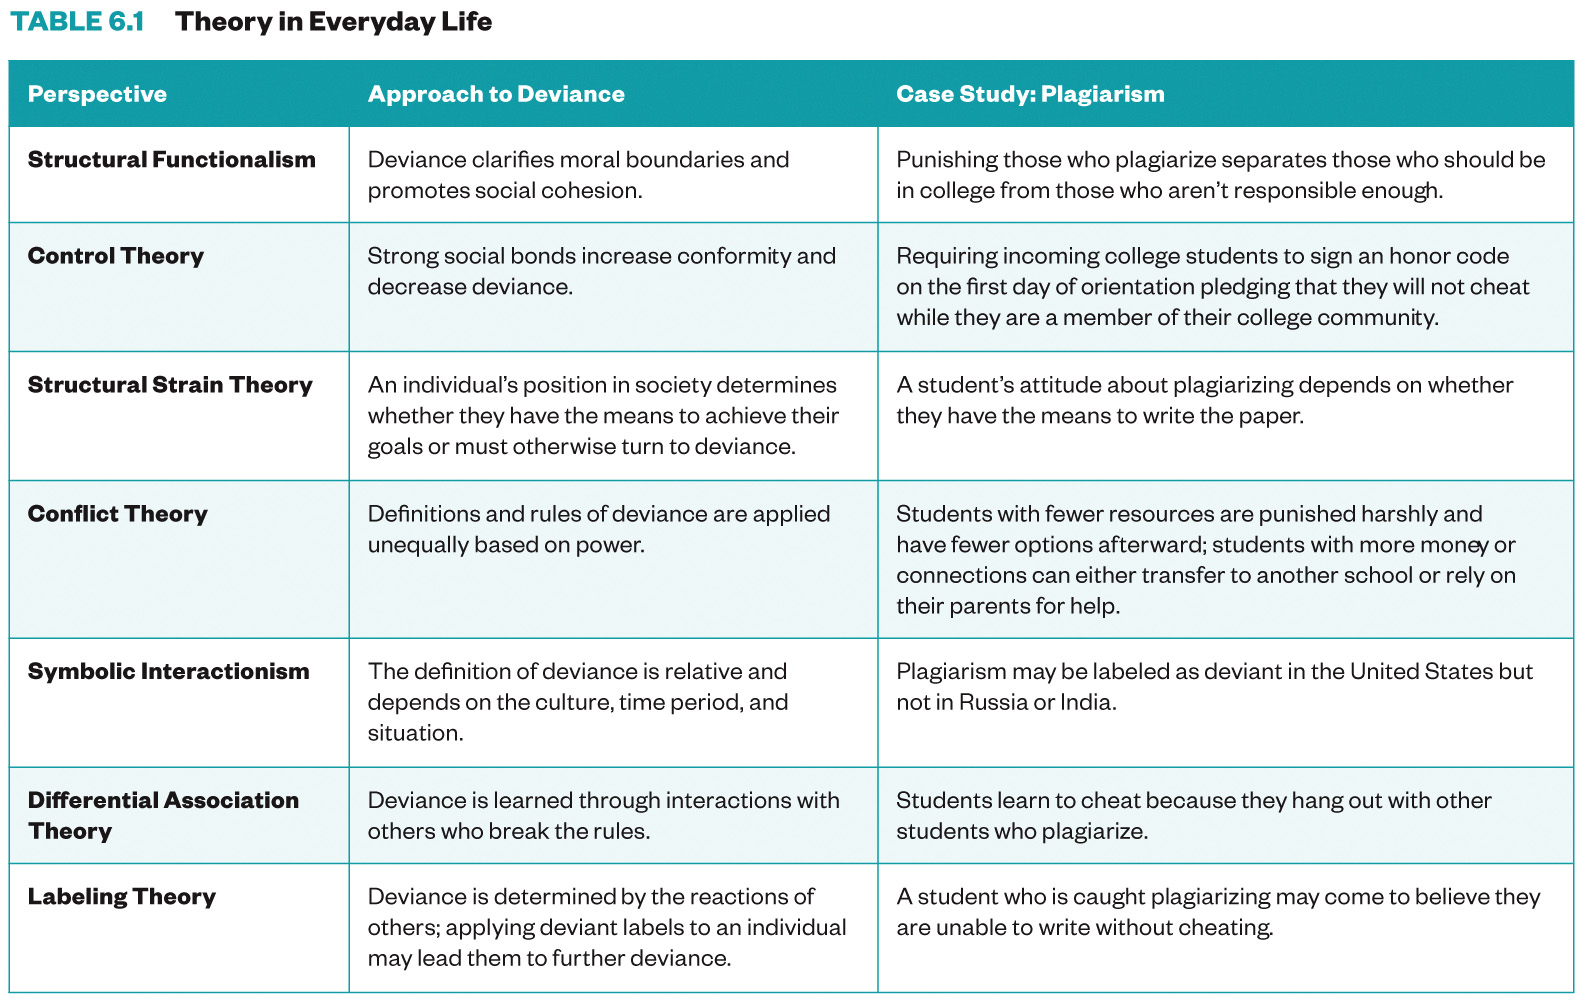 TABLE 6.1 Theory in Everyday Life
Perspective
Approach to Deviance
Case Study: Plagiarism
Structural Functionalism
Deviance clarifies moral boundaries and
promotes social cohesion.
Punishing those who plagiarize separates those who should be
in college from those who aren’t responsible enough.
Control Theory
Strong social bonds increase conformity and
decrease deviance.
Requiring incoming college students to sign an honor code
on the first day of orientation pledging that they will not cheat
while they are a member of their college community.
Structural Strain Theory
An individual’s position in society determines
whether they have the means to achieve their
goals or must otherwise turn to deviance.
A student’s attitude about plagiarizing depends on whether
they have the means to write the paper.
Conflict Theory
Definitions and rules of deviance are applied
unequally based on power.
Students with fewer resources are punished harshly and
have fewer options afterward; students with more money or
connections can either transfer to another school or rely on
their parents for help.
Symbolic Interactionism
The definition of deviance is relative and
depends on the culture, time period, and
situation.
Plagiarism may be labeled as deviant in the United States but
not in Russia or India.
Differential Association
Theory
Deviance is learned through interactions with
others who break the rules.
Students learn to cheat because they hang out with other
students who plagiarize.
Labeling Theory
Deviance is determined by the reactions of
others; applying deviant labels to an individual
may lead them to further deviance.
A student who is caught plagiarizing may come to believe they
are unable to write without cheating.